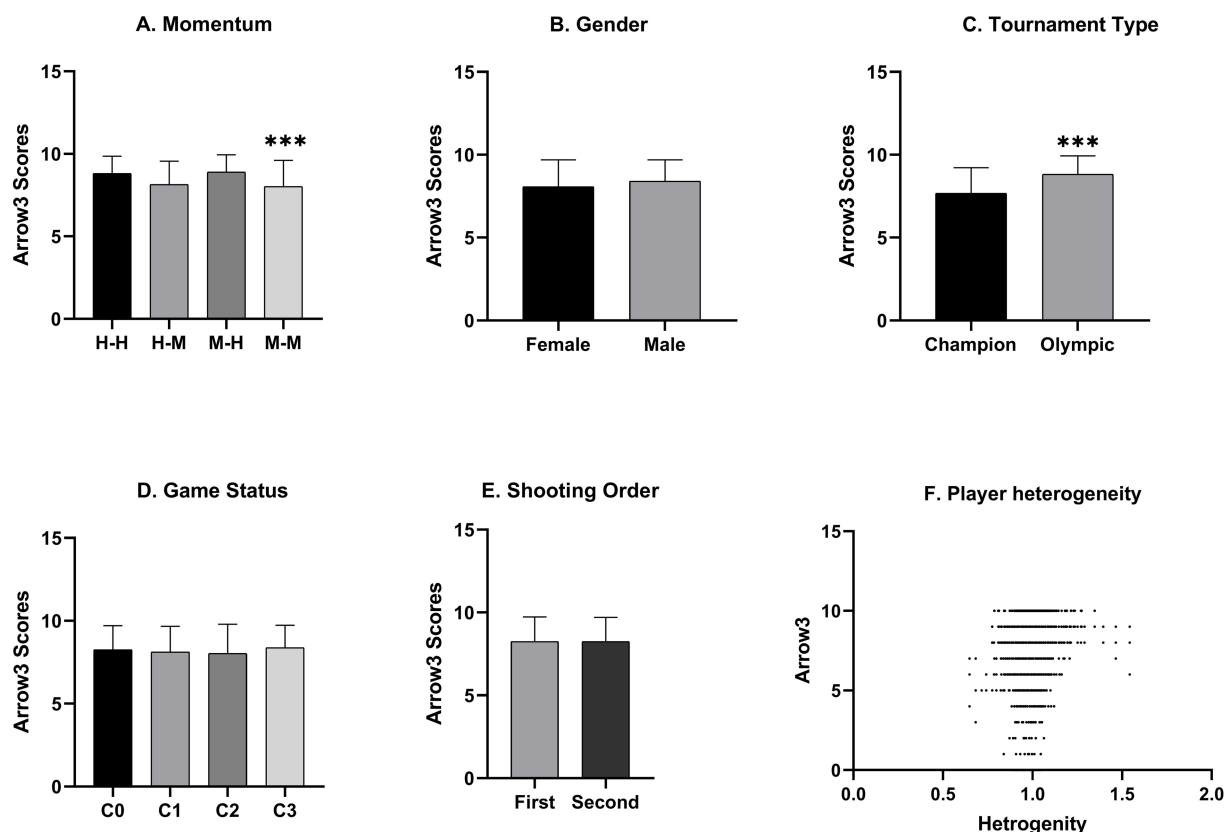 A. Momentum
Arrow3 Scores
15
10
5
0
***
H-H H-M M-H M-M
B. Gender
Arrow3 Scores
15
10
5
0
Female Male
C. Tournament Type
Arrow3 Scores
15
10
5
0
***
Champion Olympic
D. Game Status
Arrow3 Scores
15
10
5
0
C0 C1 C2 C3
E. Shooting Order
Arrow3 Scores
15
10
5
0
First Second
F. Player heterogeneity
Arrow3
15
10
5
0
0.0 0.5 1.0 1.5 2.0
Hetrogenity